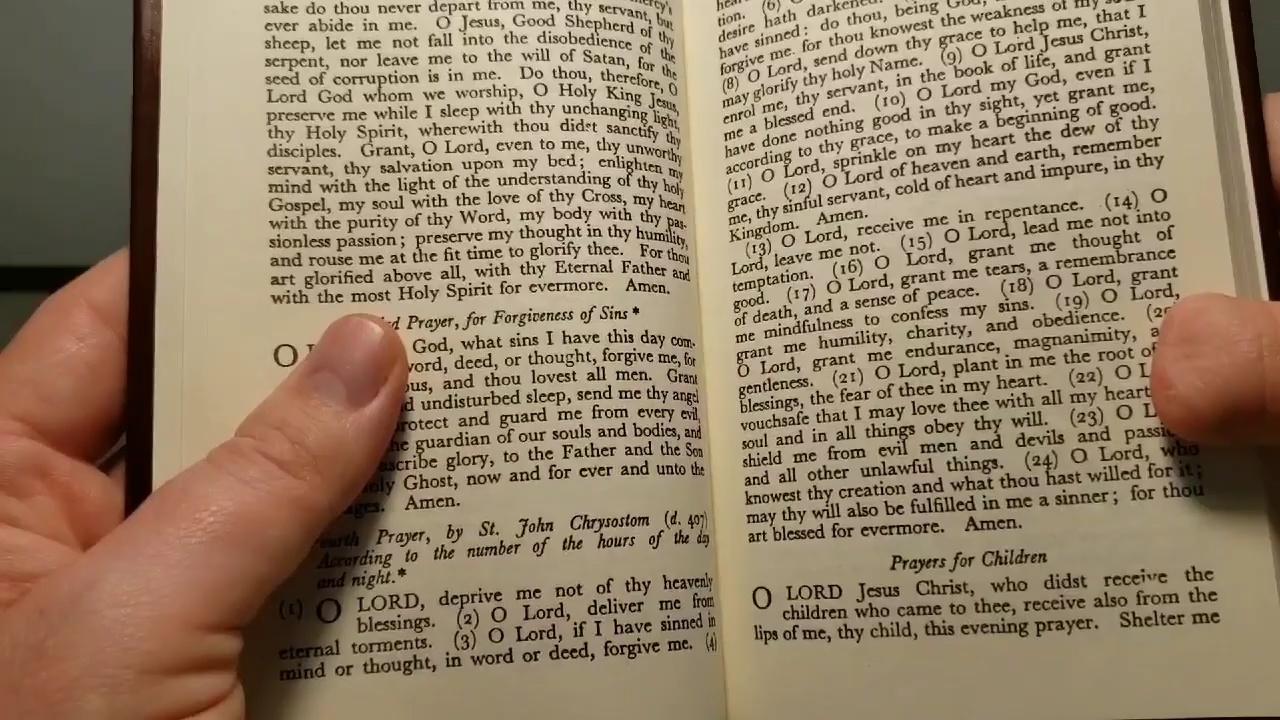 sake do thou never depart from me, thy servant, but
ever abide in me. O Jesus, Good Shepherd of thy
sheep, let me not fall into the disobedience of the
serpent, nor leave me to the will of Satan, for the
seed of corruption is in me. Do thou, therefore, O
Lord God whom we worship, O Holy King Jesus,
preserve me while I sleep with thy unchanging light,
thy Holy Spirit, wherewith thou didst sanctify thy
disciples. Grant, O Lord, even to me, thy unworthy
servant, thy salvation upon my bed; enlighten my
mind with the light of the understanding of thy holy
Gospel, my soul with the love of thy Cross, my heart
with the purity of thy Word, my body with thy pas-
sionless passion; preserve my thought in thy humility,
and rouse me at the fit time to glorify thee. For thou
art glorified above all, with thy Eternal Father and
with the most Holy Spirit for evermore. Amen.
Prayer, for Forgiveness of Sins *
O God, what sins I have this day com-
word, deed, or thought, forgive me, for
and thou lovest all men. Grant
undisturbed sleep, send me thy angel
protect and guard me from every evil,
guardian of our souls and bodies, and
ascribe glory, to the Father and the Son
Ghost, now and for ever and unto the
ages. Amen.
Prayer, by St. John Chrysostom (d. 407)
According to the number of the hours of the day
and night.*
(1) O LORD, deprive me not of thy heavenly
blessings. (2) O Lord, deliver me from
eternal torments. (3) O Lord, if I have sinned in
mind or thought, in word or deed, forgive me. (4)
tion. (6) O
desire hath darkened
have sinned: do thou, being God,
forgive me. for thou knowest the weakness of my
(8) O Lord, send down thy grace to help me, that I
may glorify thy holy Name. (9) O Lord Jesus Christ,
enrol me, thy servant, in the book of life, and grant
me a blessed end. (10) O Lord my God, even if I
have done nothing good in thy sight, yet grant me,
according to thy grace, to make a beginning of good.
(11) O Lord, sprinkle on my heart the dew of thy
grace. (12) O Lord of heaven and earth, remember
me, thy sinful servant, cold of heart and impure, in thy
Kingdom. Amen.
(13) O Lord, receive me in repentance. (14) O
Lord, leave me not. (15) O Lord, lead me not into
temptation. (16) O Lord, grant me thought of
good. (17) O Lord, grant me tears, a remembrance
of death, and a sense of peace. (18) O Lord, grant
me mindfulness to confess my sins. (19) O Lord,
grant me humility, charity, and obedience.
O Lord, grant me endurance, magnanimity,
gentleness. (21) O Lord, plant in me the root of
blessings, the fear of thee in my heart. (22) O
vouchsafe that I may love thee with all my heart
soul and in all things obey thy will. (23) O
shield me from evil men and devils and
and all other unlawful things. (24) O Lord, who
knowest thy creation and what thou hast willed for it;
may thy will also be fulfilled in me a sinner; for thou
art blessed for evermore. Amen.
Prayers for Children
O LORD Jesus Christ, who didst receive the
children who came to thee, receive also from the
lips of me, thy child, this evening prayer. Shelter me